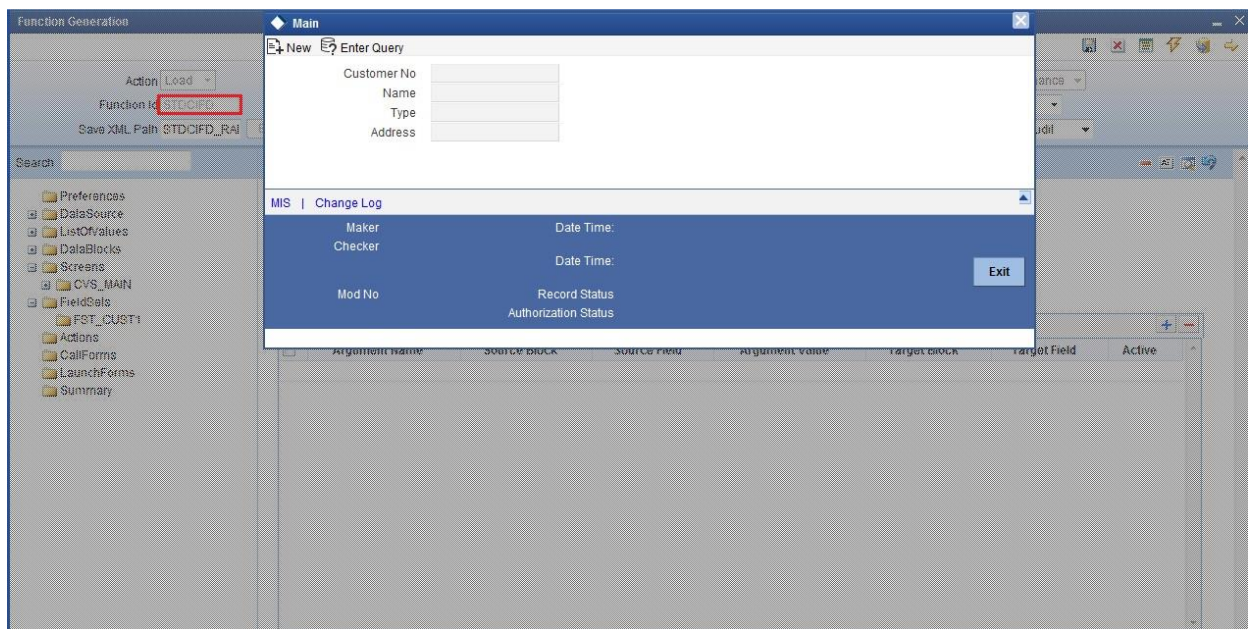 Function Generation
Main
New Enter Query
Action Load
Function Id STDCIFD
Save XML Path STDCIFD_RAI
Customer No
Name
Type
Address
Search
MIS | Change Log
Preferences
DataSource
ListOfValues
DataBlocks
Screens
CVS_MAIN
FieldSets
FST_CUST1
Actions
CallForms
LaunchForms
Summary
Maker Date Time:
Checker
Date Time:
Exit
Mod No Record Status
Authorization Status
Argument Name Source Block Source Field Argument Value Target Block Target Field Active